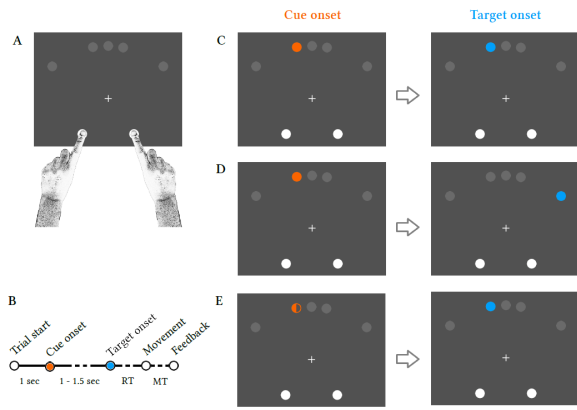 Cue onset
Target onset
A
C
D
B
E
Trial start
Cue onset
Target onset
Movement
Feedback
1 sec
1 - 1.5 sec
RT
MT